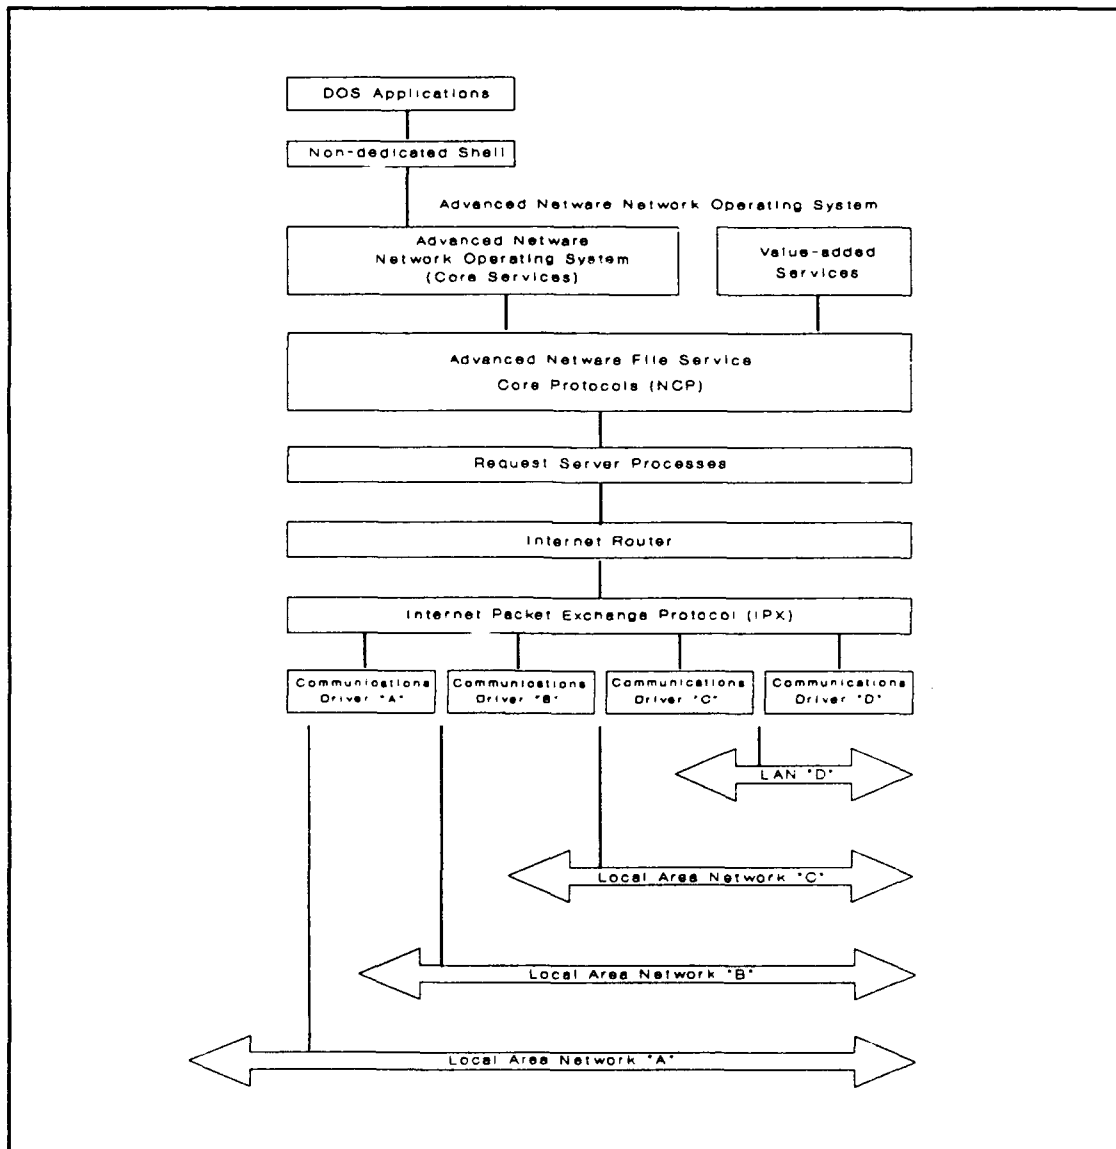 DOS Applications
Non-dedicated Shell
Advanced Netware Network Operating System
Advanced Netware
Network Operating System
(Core Services)
Value-added
Services
Advanced Netware File Service
Core Protocols (NCP)
Request Server Processes
Internet Router
Internet Packet Exchange Protocol (IPX)
Communications
Driver "A"
Communications
Driver "B"
Communications
Driver "C"
Communications
Driver "D"
LAN "D"
Local Area Network "C"
Local Area Network "B"
Local Area Network "A"